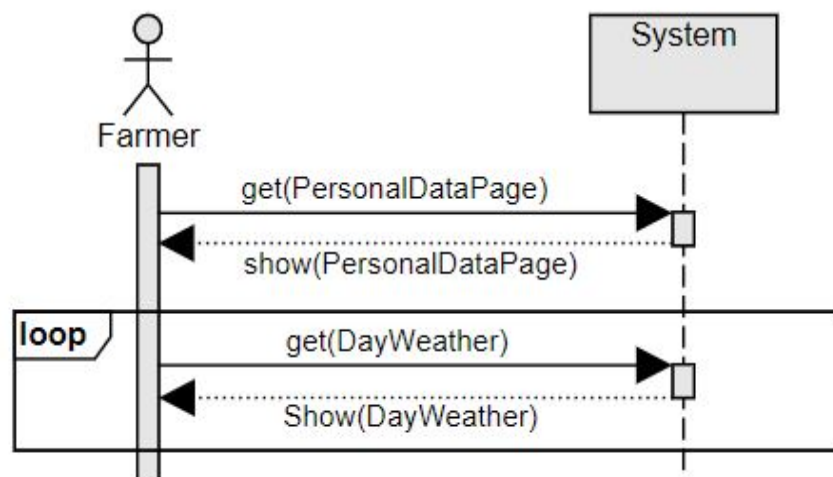 System
Farmer
get(PersonalDataPage)
show(PersonalDataPage)
loop
get(DayWeather)
Show(DayWeather)